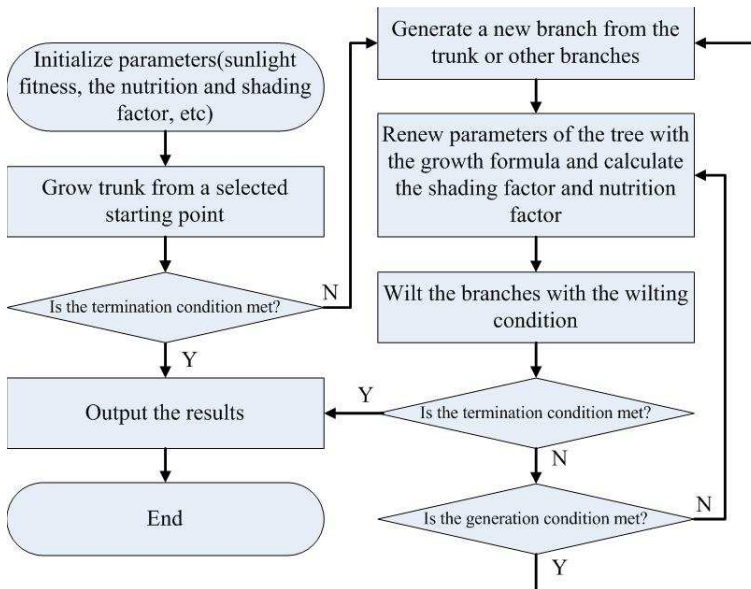 Initialize parameters(sunlight
fitness, the nutrition and shading
factor, etc)
Grow trunk from a selected
starting point
Is the termination condition met?
N
Y
Output the results
End
Generate a new branch from the
trunk or other branches
Renew parameters of the tree with
the growth formula and calculate
the shading factor and nutrition
factor
Wilt the branches with the wilting
condition
Is the termination condition met?
Y
N
Is the generation condition met?
N
Y